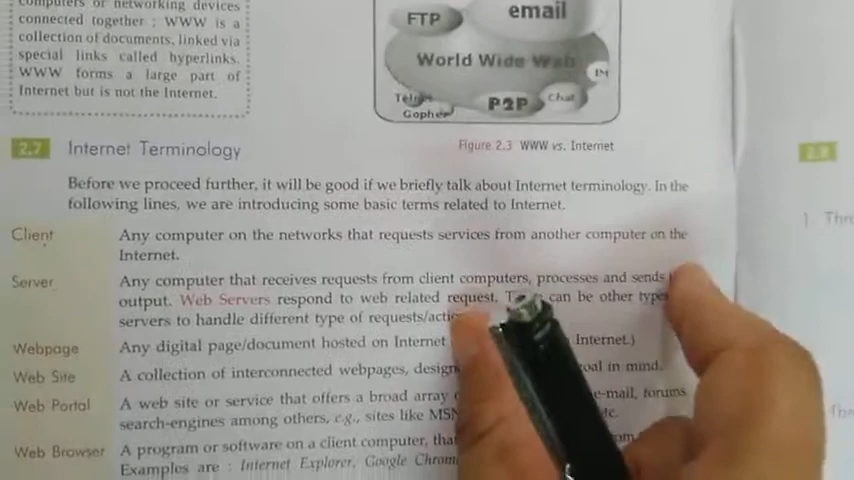 computers or networking devices
connected together ; WWW is a
collection of documents, linked via
special links called hyperlinks.
WWW forms a large part of
Internet but is not the Internet.
FTP
email
World Wide Web
IM
Telnet
Gopher
P2P
Chat
Figure 2.3 WWW vs. Internet
2.7 Internet Terminology
Before we proceed further, it will be good if we briefly talk about Internet terminology. In the
following lines, we are introducing some basic terms related to Internet.
Client Any computer on the networks that requests services from another computer on the
Internet.
Server Any computer that receives requests from client computers, processes and sends
output. Web Servers respond to web related request. can be other type
servers to handle different type of requests/actio
Webpage Any digital page/document hosted on Internet Internet.)
Web Site A collection of interconnected webpages, design goal in mind.
Web Portal A web site or service that offers a broad array e-mail, forums
search-engines among others, e.g., sites like MSN etc.
Web Browser A program or software on a client computer, that
Examples are : Internet Explorer, Google Chrom
2.8
1 Thr
The